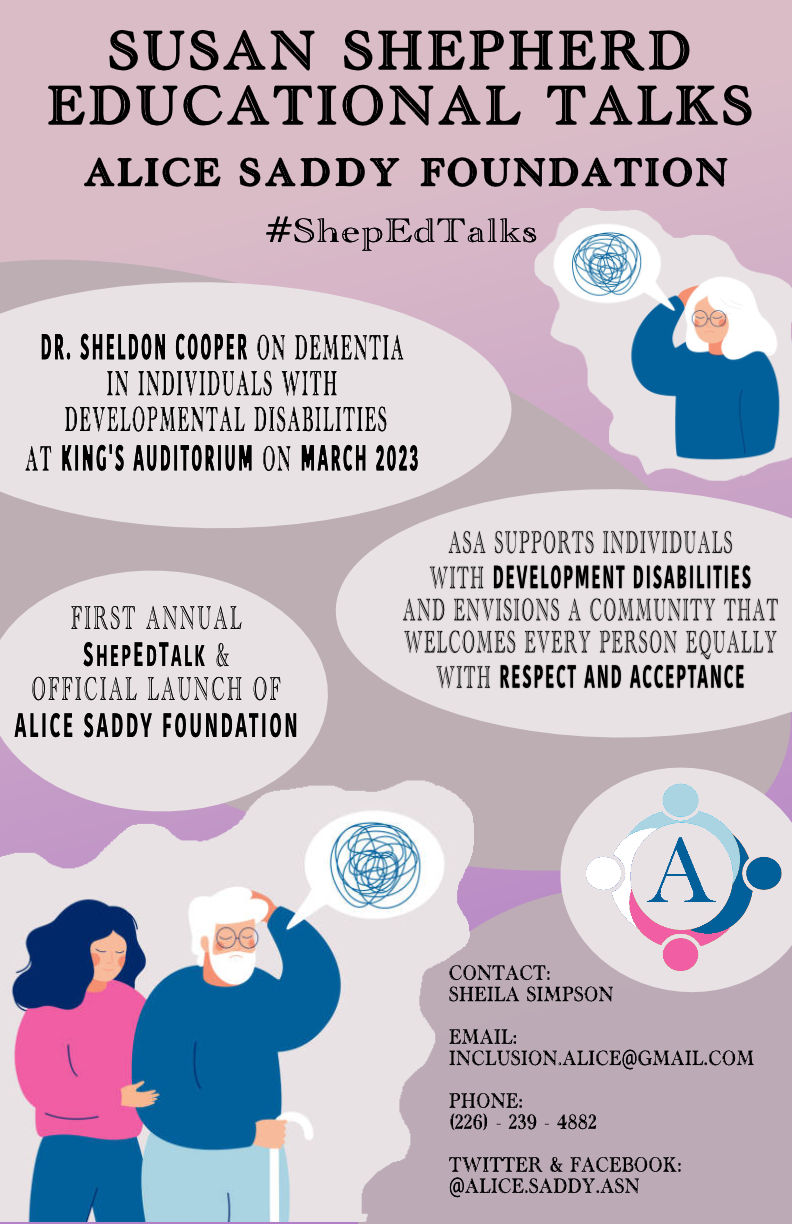 SUSAN SHEPHERD
EDUCATIONAL TALKS
ALICE SADDY FOUNDATION
#ShepEdTalks
DR. SHELDON COOPER ON DEMENTIA
IN INDIVIDUALS WITH
DEVELOPMENTAL DISABILITIES
AT KING'S AUDITORIUM ON MARCH 2023
ASA SUPPORTS INDIVIDUALS
WITH DEVELOPMENT DISABILITIES
AND ENVISIONS A COMMUNITY THAT
WELCOMES EVERY PERSON EQUALLY
WITH RESPECT AND ACCEPTANCE
FIRST ANNUAL
SHEPEDTALK &
OFFICIAL LAUNCH OF
ALICE SADDY FOUNDATION
A
CONTACT:
SHEILA SIMPSON
EMAIL:
INCLUSION.ALICE@GMAIL.COM
PHONE:
(226) - 239 - 4882
TWITTER & FACEBOOK:
@ALICE.SADDY.ASN